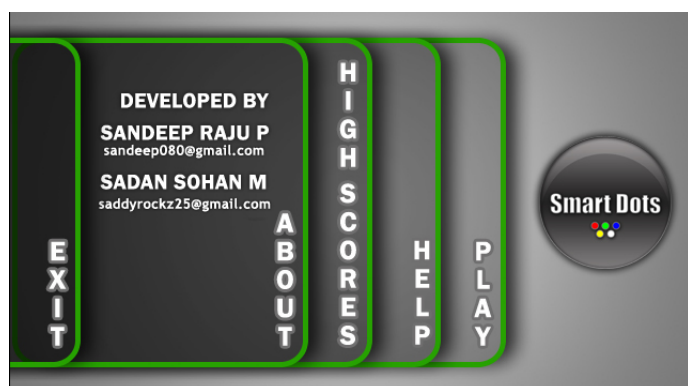 EXIT
DEVELOPED BY
SANDEEP RAJU P
sandeep080@gmail.com
SADAN SOHAN M
saddyrockz25@gmail.com
ABOUT
HIGH SCORES
HELP
PLAY
Smart Dots